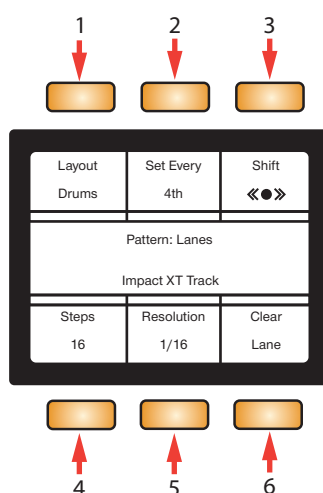 1 2 3
Layout Set Every Shift
Drums 4th
Pattern: Lanes
Impact XT Track
Steps Resolution Clear
16 1/16 Lane
4 5 6